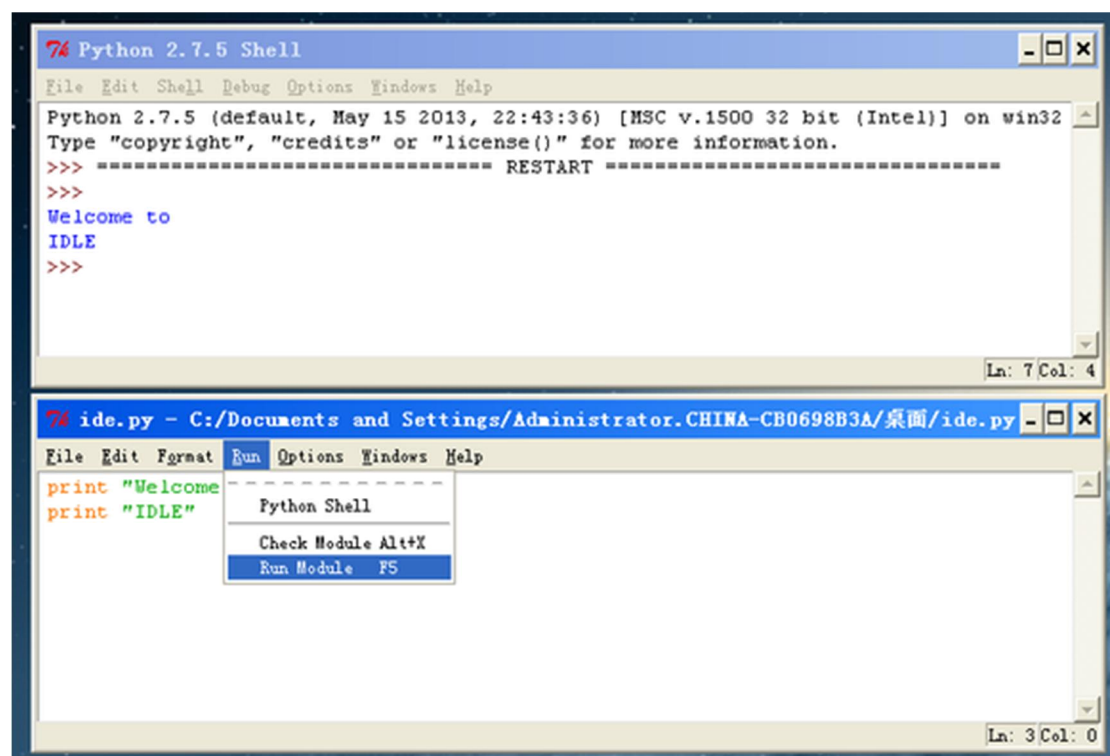 Python 2.7.5 Shell
File Edit Shell Debug Options Windows Help
Python 2.7.5 (default, May 15 2013, 22:43:36) [MSC v.1500 32 bit (Intel)] on win32
Type "copyright", "credits" or "license()" for more information.
>>> ================================ RESTART ================================
>>>
Welcome to
IDLE
>>>
Ln: 7 Col: 4
ide.py - C:/Documents and Settings/Administrator.CHINA-CB0698B3A/桌面/ide.py
File Edit Format Run Options Windows Help
print "Welcome
print "IDLE"
Python Shell
Check Module Alt+X
Run Module F5
Ln: 3 Col: 0